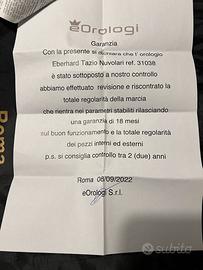 eOrologi
Garanzia
Con la presente si dichiara che l' orologio
Eberhard Tazio Nuvolari ref. 31038
è stato sottoposto a nostro controllo
abbiamo effettuato revisione e riscontrato la
totale regolarità della marcia
che rientra nei parametri stabiliti rilasciando
una garanzia di 18 mesi
sul buon funzionamento e la totale regolarità
dei pezzi interni ed esterni
p.s. si consiglia controllo tra 2 (due) anni
Roma 06/09/2022
eOrologi S.r.l.
Roma
subito